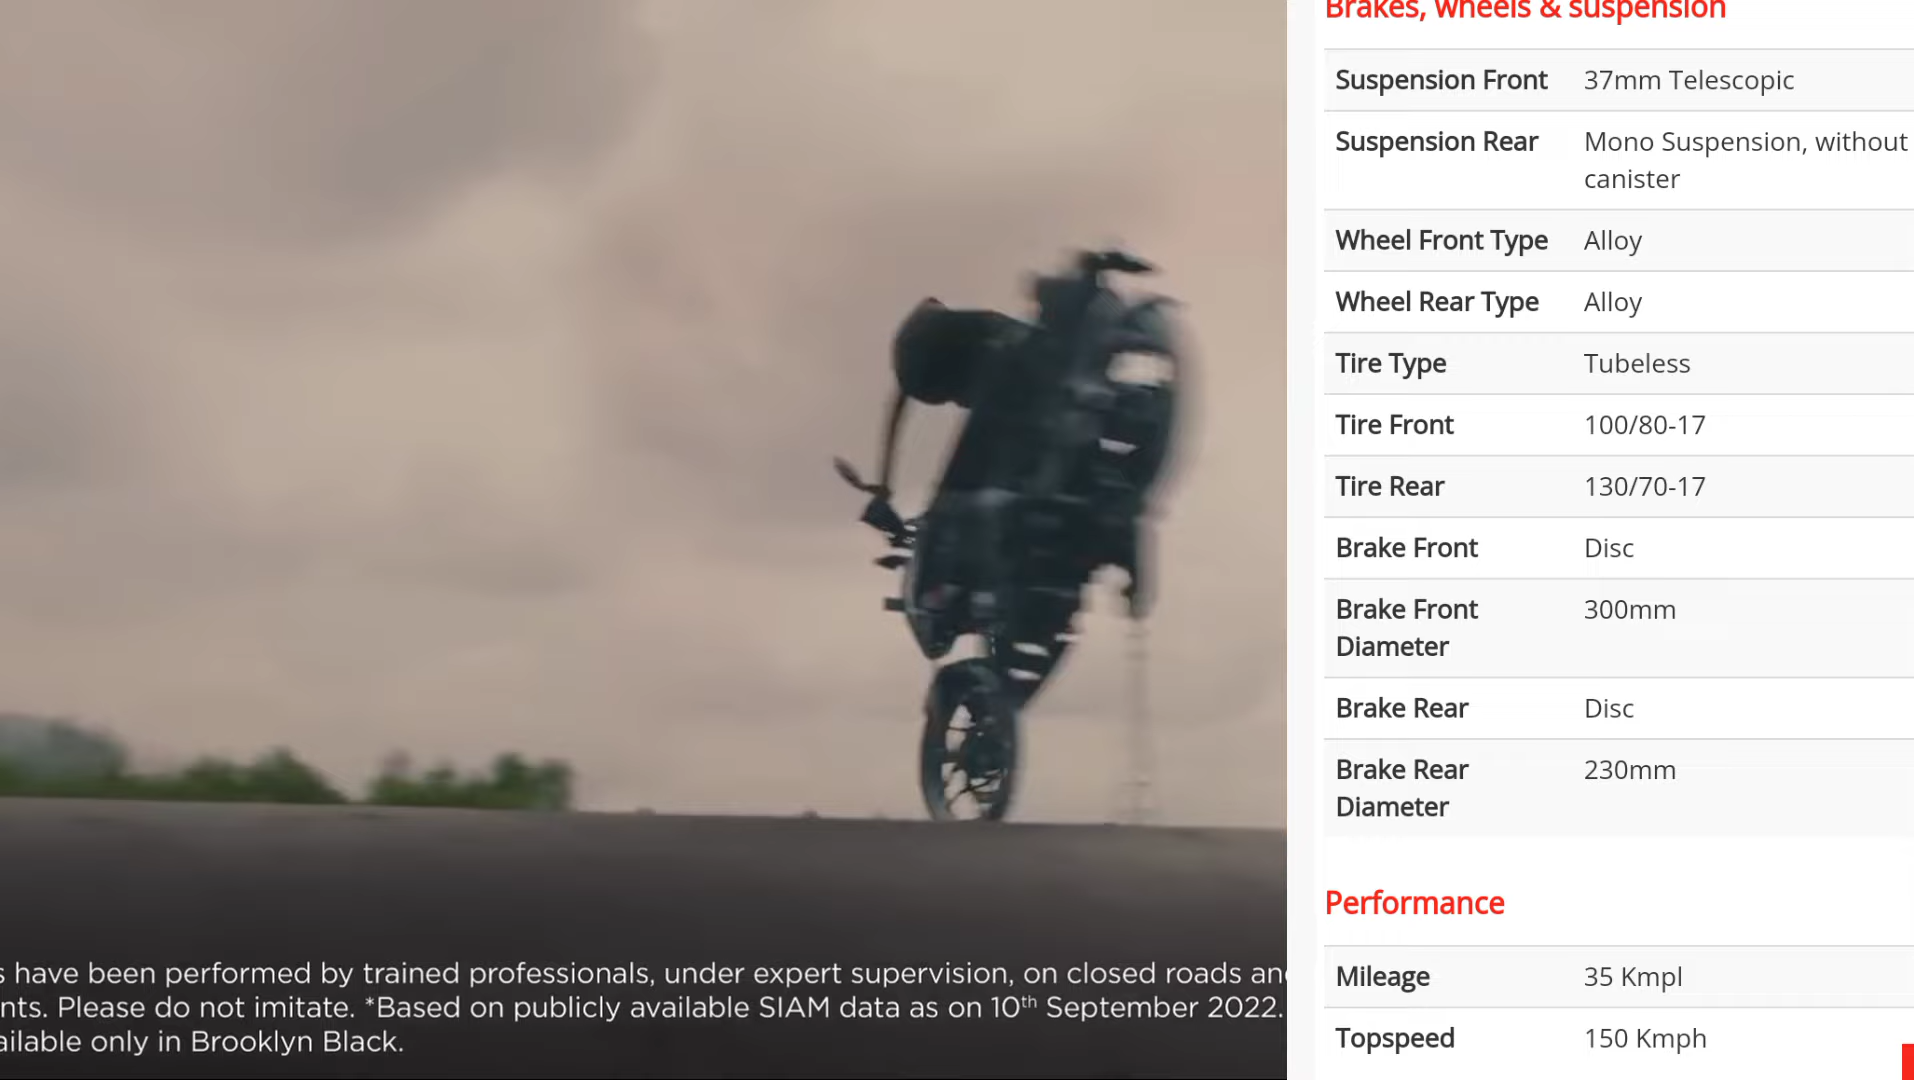 s have been performed by trained professionals, under expert supervision, on closed roads an
nts. Please do not imitate. *Based on publicly available SIAM data as on 10th September 2022.
ailable only in Brooklyn Black.
Brakes, wheels & suspension
Suspension Front 37mm Telescopic
Suspension Rear Mono Suspension, without
canister
Wheel Front Type Alloy
Wheel Rear Type Alloy
Tire Type Tubeless
Tire Front 100/80-17
Tire Rear 130/70-17
Brake Front Disc
Brake Front 300mm
Diameter
Brake Rear Disc
Brake Rear 230mm
Diameter
Performance
Mileage 35 Kmpl
Topspeed 150 Kmph